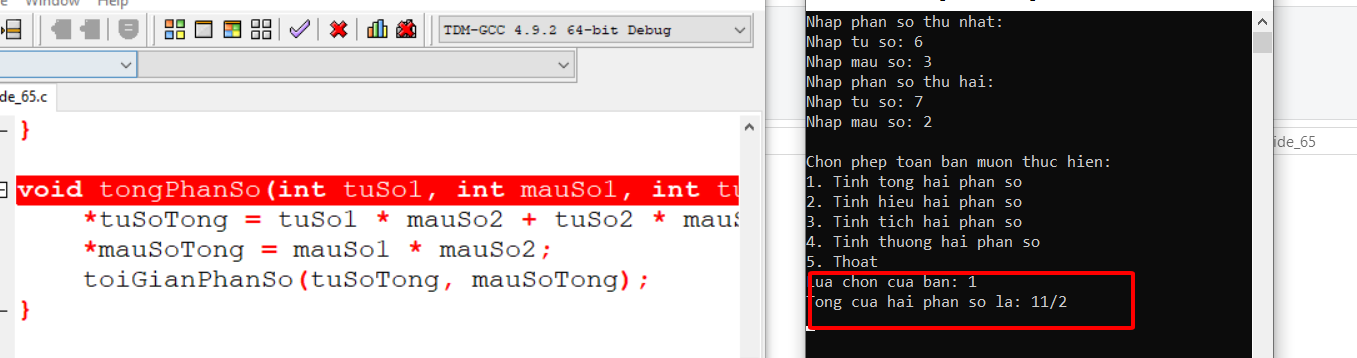 Window Help
TDM-GCC 4.9.2 64-bit Debug
de_65.c
}
void tongPhanSo(int tuSo1, int mauSo1, int tu
*tuSoTong = tuSo1 * mauSo2 + tuSo2 * mauS
*mauSoTong = mauSo1 * mauSo2;
toiGianPhanSo(tuSoTong, mauSoTong);
}
Nhap phan so thu nhat:
Nhap tu so: 6
Nhap mau so: 3
Nhap phan so thu hai:
Nhap tu so: 7
Nhap mau so: 2
Chon phep toan ban muon thuc hien:
1. Tinh tong hai phan so
2. Tinh hieu hai phan so
3. Tinh tich hai phan so
4. Tinh thuong hai phan so
5. Thoat
Lua chon cua ban: 1
Tong cua hai phan so la: 11/2
ide_65